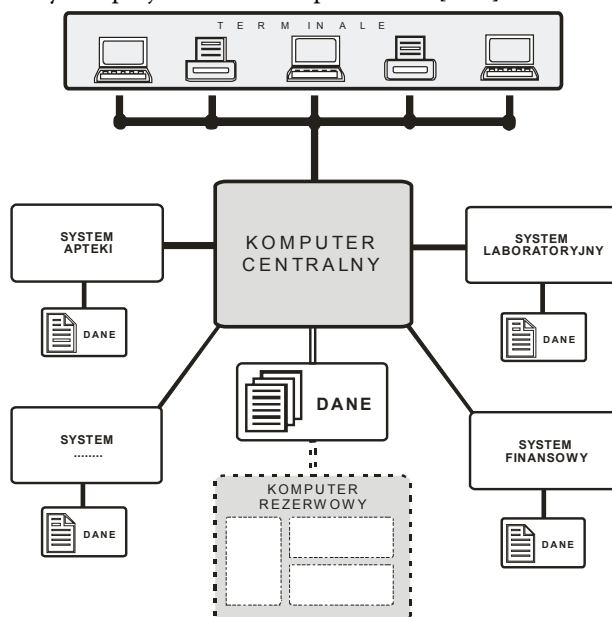 T E R M I N A L E
SYSTEM
APTEKI
DANE
KOMPUTER
CENTRALNY
SYSTEM
LABORATORYJNY
DANE
DANE
SYSTEM
........
DANE
SYSTEM
FINANSOWY
DANE
KOMPUTER
REZERWOWY